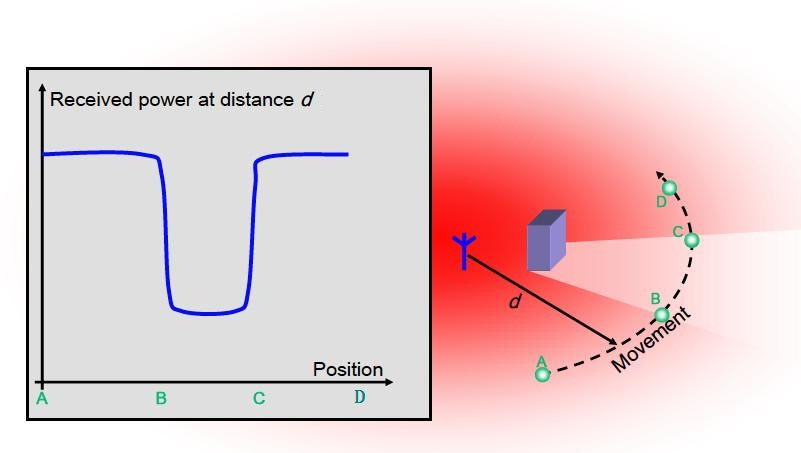 Received power at distance d
Position
A B C D
D
C
B
A
d
Movement